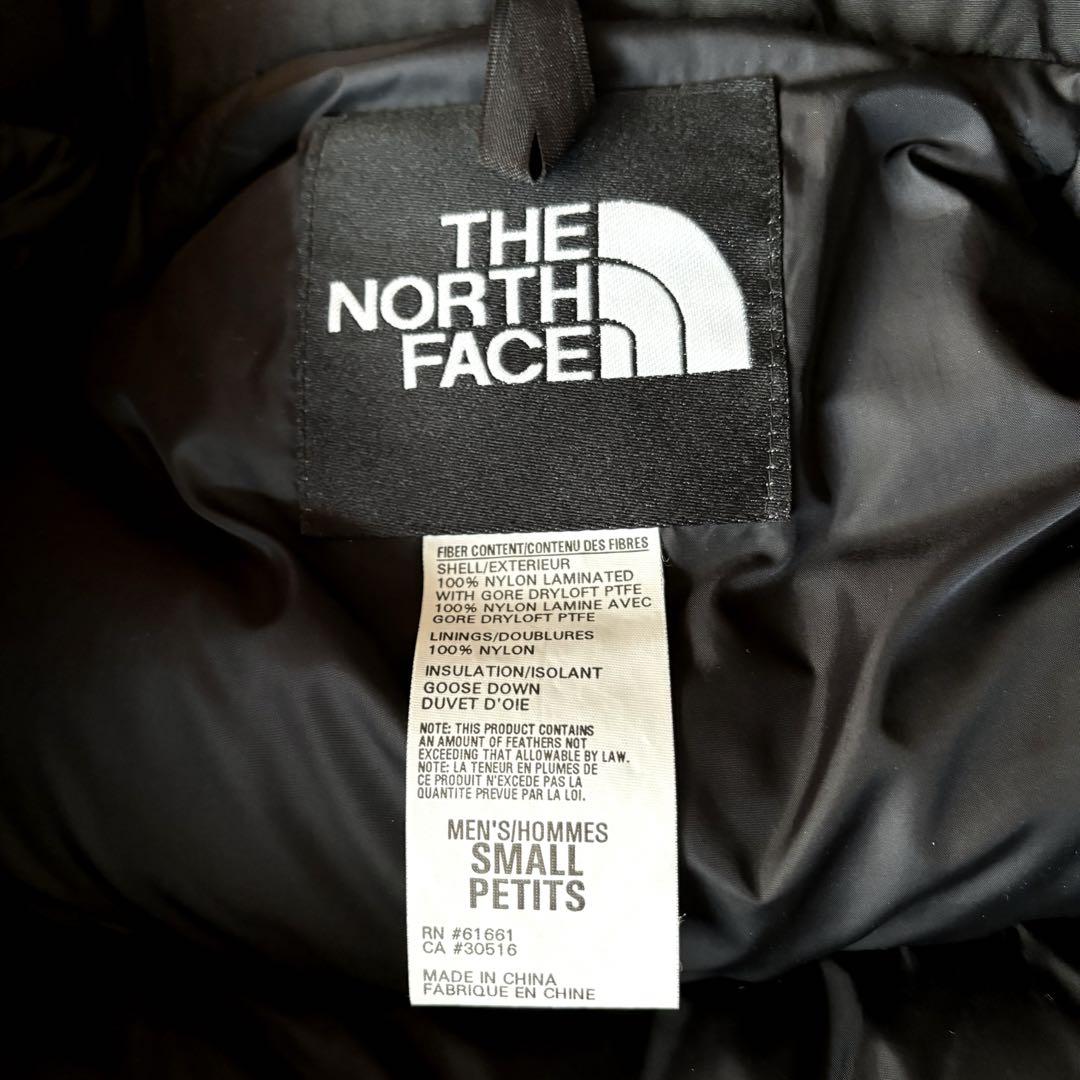 THE
NORTH
FACE
FIBER CONTENT/CONTENU DES FIBRES
SHELL/EXTERIEUR
100% NYLON LAMINATED
WITH GORE DRYLOFT PTFE
100% NYLON LAMINE AVEC
GORE DRYLOFT PTFE
LININGS/DOUBLURES
100% NYLON
INSULATION/ISOLANT
GOOSE DOWN
DUVET D'OIE
NOTE: THIS PRODUCT CONTAINS
AN AMOUNT OF FEATHERS NOT
EXCEEDING THAT ALLOWABLE BY LAW.
NOTE: LA TENEUR EN PLUMES DE
CE PRODUIT N'EXCEDE PAS LA
QUANTITE PREVUE PAR LA LOI.
MEN'S/HOMMES
SMALL
PETITS
RN #61661
CA #30516
MADE IN CHINA
FABRIQUE EN CHINE